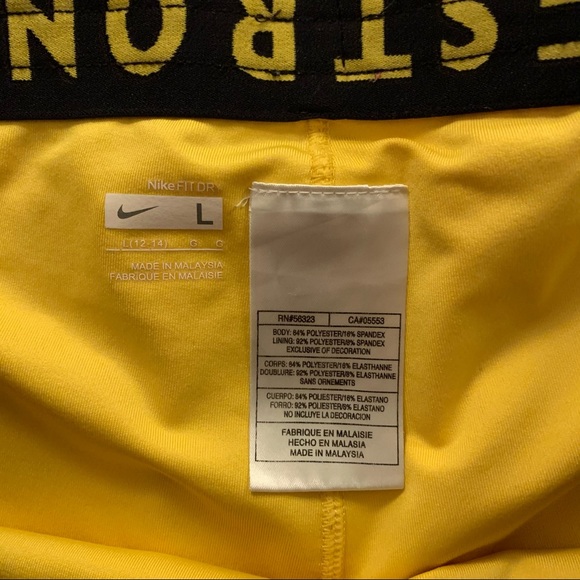 STRON
NikeFIT DRY
L
L(12-14) G G
MADE IN MALAYSIA
FABRIQUE EN MALAISIE
RN#56323 CA#05553
BODY: 84% POLYESTER/16% SPANDEX
LINING: 92% POLYESTER/8% SPANDEX
EXCLUSIVE OF DECORATION
CORPS: 84% POLYESTER/16% ELASTHANNE
DOUBLURE: 92% POLYESTER/8% ELASTHANNE
SANS ORNEMENTS
CUERPO: 84% POLIESTER/16% ELASTANO
FORRO: 92% POLIESTER/8% ELASTANO
NO INCLUYE LA DECORACION
FABRIQUE EN MALAISIE
HECHO EN MALASIA
MADE IN MALAYSIA